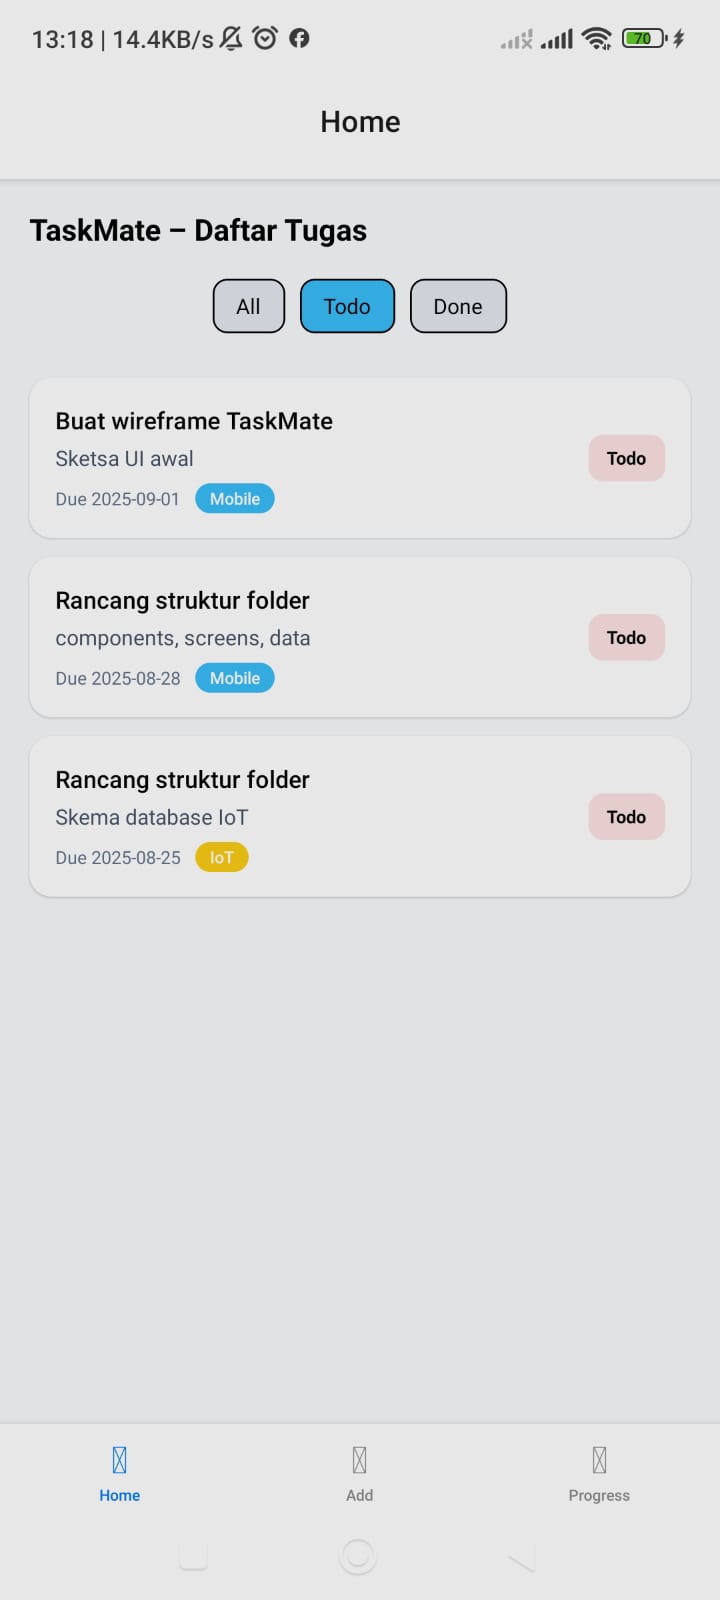 13:18 | 14.4KB/s
70
Home
TaskMate – Daftar Tugas
All
Todo
Done
Buat wireframe TaskMate
Sketsa UI awal
Due 2025-09-01 Mobile
Todo
Rancang struktur folder
components, screens, data
Due 2025-08-28 Mobile
Todo
Rancang struktur folder
Skema database IoT
Due 2025-08-25 IoT
Todo
Home
Add
Progress